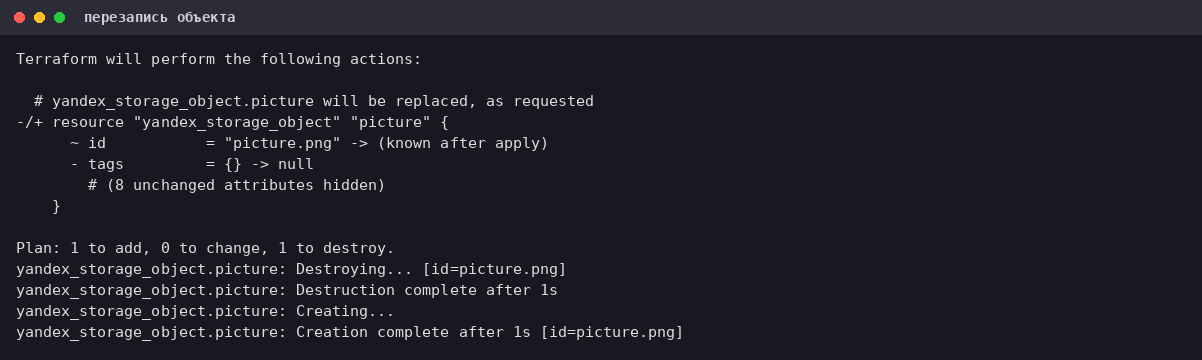 перезапись объекта
Terraform will perform the following actions:
# yandex_storage_object.picture will be replaced, as requested
-/+ resource "yandex_storage_object" "picture" {
~ id           = "picture.png" -> (known after apply)
- tags         = {} -> null
# (8 unchanged attributes hidden)
}
Plan: 1 to add, 0 to change, 1 to destroy.
yandex_storage_object.picture: Destroying... [id=picture.png]
yandex_storage_object.picture: Destruction complete after 1s
yandex_storage_object.picture: Creating...
yandex_storage_object.picture: Creation complete after 1s [id=picture.png]